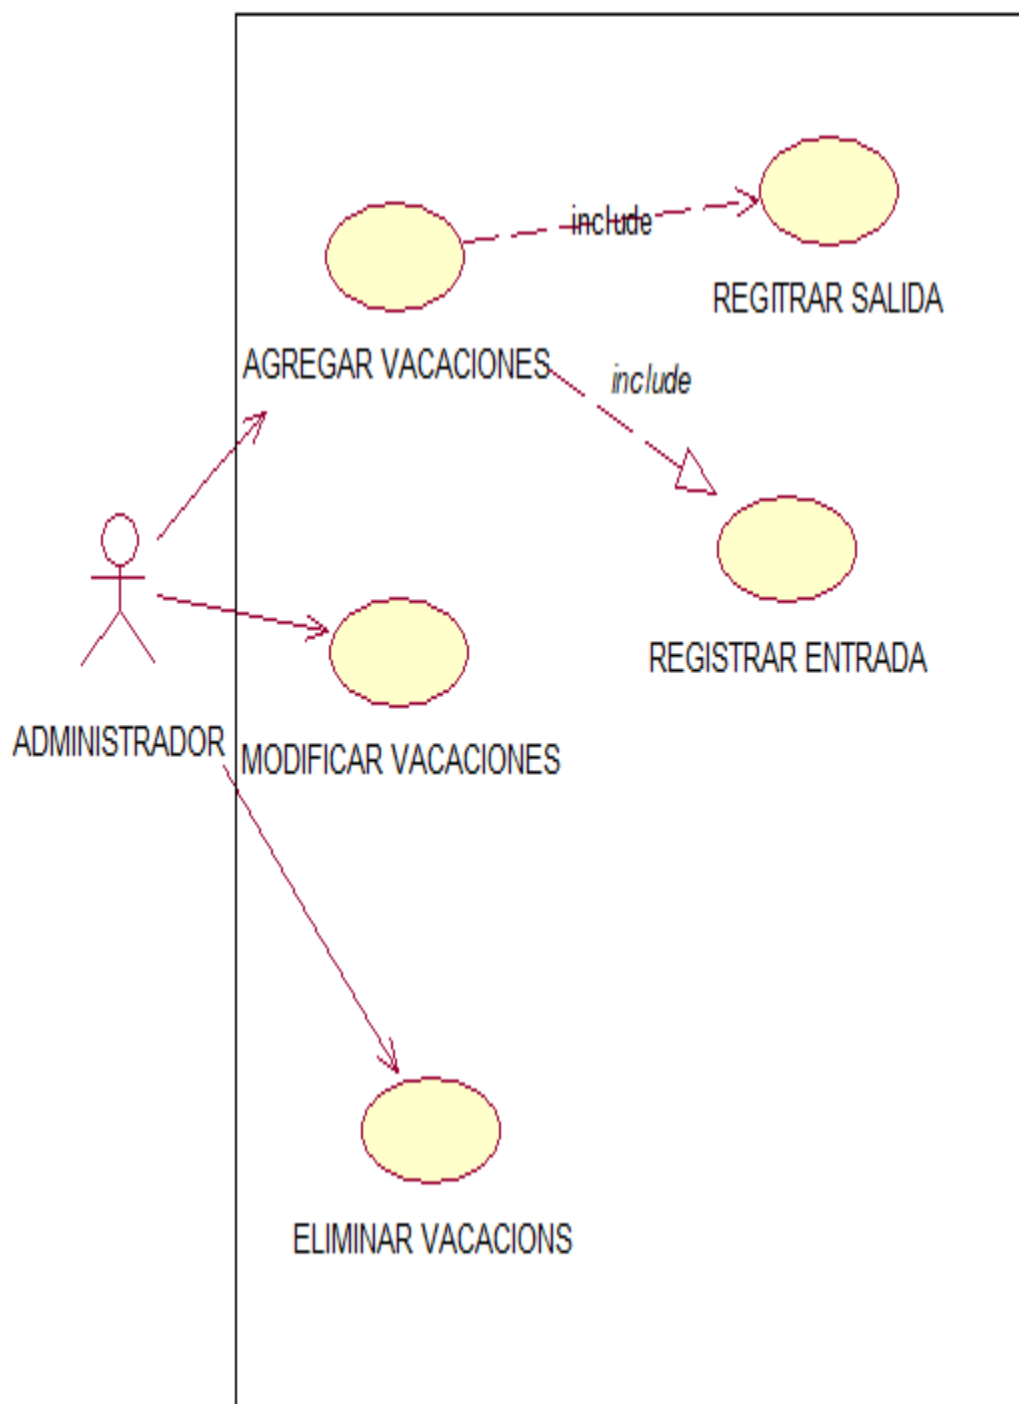 include
REGITRAR SALIDA
AGREGAR VACACIONES
include
REGISTRAR ENTRADA
ADMINISTRADOR
MODIFICAR VACACIONES
ELIMINAR VACACIONS